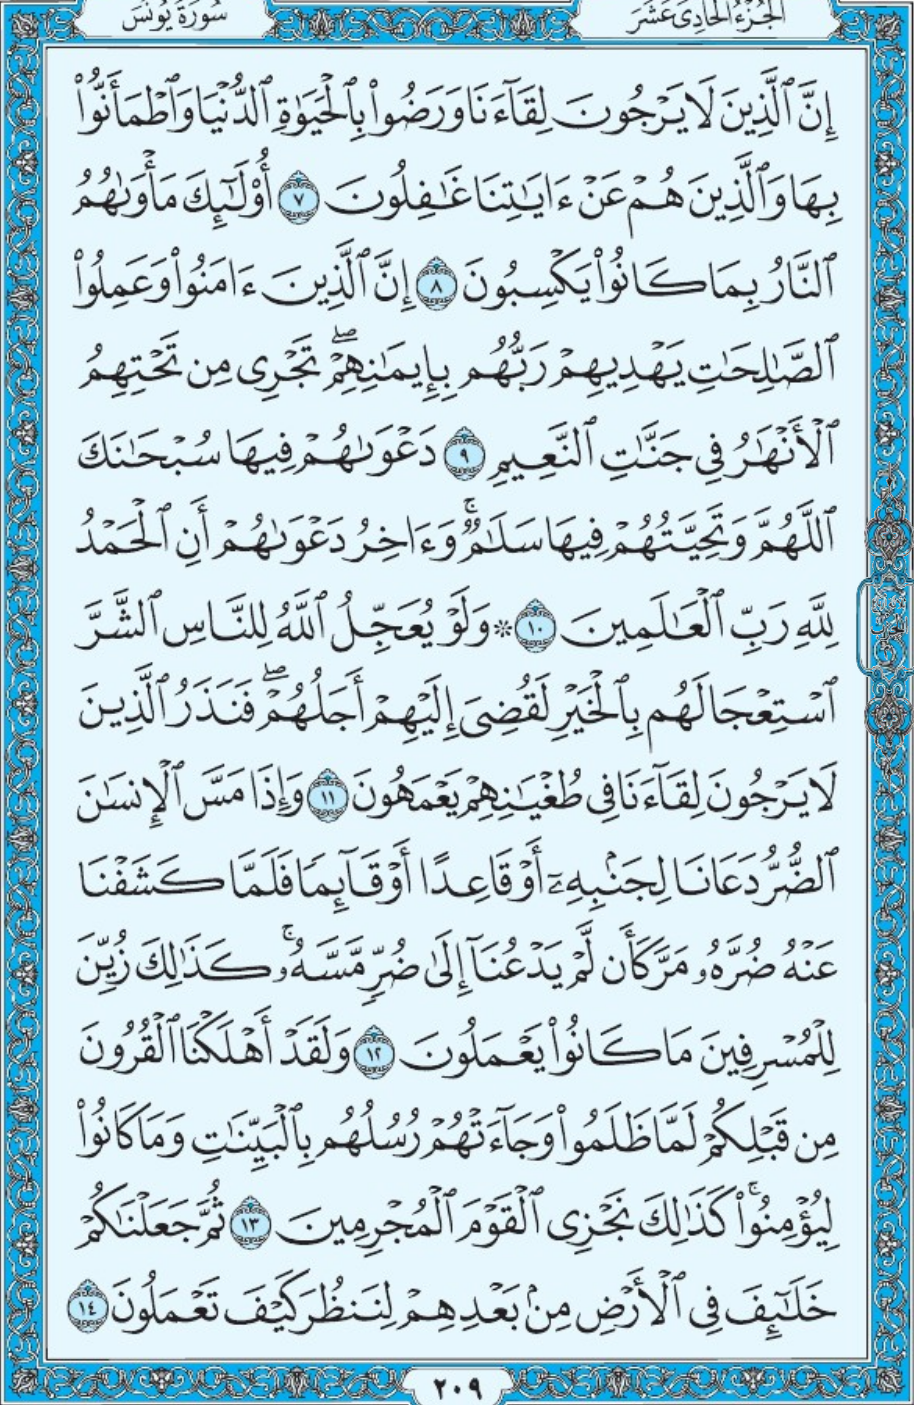 الجزء الحادي عشر
سورة يونس
إِنَّ ٱلَّذِينَ لَا يَرۡجُونَ لِقَآءَنَا وَرَضُواْ بِٱلۡحَيَوٰةِ ٱلدُّنۡيَا وَٱطۡمَأَنُّواْ
بِهَا وَٱلَّذِينَ هُمۡ عَنۡ ءَايَٰتِنَا غَٰفِلُونَ ٧ أُوْلَٰٓئِكَ مَأۡوَىٰهُمُ
ٱلنَّارُ بِمَا كَانُواْ يَكۡسِبُونَ ٨ إِنَّ ٱلَّذِينَ ءَامَنُواْ وَعَمِلُواْ
ٱلصَّٰلِحَٰتِ يَهۡدِيهِمۡ رَبُّهُم بِإِيمَٰنِهِمۡۖ تَجۡرِي مِن تَحۡتِهِمُ
ٱلۡأَنۡهَٰرُ فِي جَنَّٰتِ ٱلنَّعِيمِ ٩ دَعۡوَىٰهُمۡ فِيهَا سُبۡحَٰنَكَ
ٱللَّهُمَّ وَتَحِيَّتُهُمۡ فِيهَا سَلَٰمٞۚ وَءَاخِرُ دَعۡوَىٰهُمۡ أَنِ ٱلۡحَمۡدُ
لِلَّهِ رَبِّ ٱلۡعَٰلَمِينَ ١٠ ۞ وَلَوۡ يُعَجِّلُ ٱللَّهُ لِلنَّاسِ ٱلشَّرَّ
ٱسۡتِعۡجَالَهُم بِٱلۡخَيۡرِ لَقُضِيَ إِلَيۡهِمۡ أَجَلُهُمۡۖ فَنَذَرُ ٱلَّذِينَ
لَا يَرۡجُونَ لِقَآءَنَا فِي طُغۡيَٰنِهِمۡ يَعۡمَهُونَ ١١ وَإِذَا مَسَّ ٱلۡإِنسَٰنَ
ٱلضُّرُّ دَعَانَا لِجَنۢبِهِۦٓ أَوۡ قَاعِدًا أَوۡ قَآئِمٗا فَلَمَّا كَشَفۡنَا
عَنۡهُ ضُرَّهُۥ مَرَّ كَأَن لَّمۡ يَدۡعُنَآ إِلَىٰ ضُرّٖ مَّسَّهُۥۚ كَذَٰلِكَ زُيِّنَ
لِلۡمُسۡرِفِينَ مَا كَانُواْ يَعۡمَلُونَ ١٢ وَلَقَدۡ أَهۡلَكۡنَا ٱلۡقُرُونَ
مِن قَبۡلِكُمۡ لَمَّا ظَلَمُواْ وَجَآءَتۡهُمۡ رُسُلُهُم بِٱلۡبَيِّنَٰتِ وَمَا كَانُواْ
لِيُؤۡمِنُواْۚ كَذَٰلِكَ نَجۡزِي ٱلۡقَوۡمَ ٱلۡمُجۡرِمِينَ ١٣ ثُمَّ جَعَلۡنَٰكُمۡ
خَلَٰٓئِفَ فِي ٱلۡأَرۡضِ مِنۢ بَعۡدِهِمۡ لِنَنظُرَ كَيۡفَ تَعۡمَلُونَ ١٤
٢٠٩